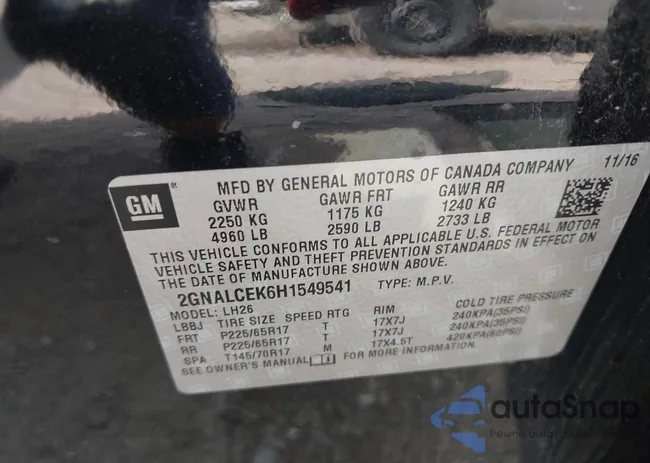 GM
MFD BY GENERAL MOTORS OF CANADA COMPANY 11/16
GVWR GAWR FRT GAWR RR
2250 KG 1175 KG 1240 KG
4960 LB 2590 LB 2733 LB
THIS VEHICLE CONFORMS TO ALL APPLICABLE U.S. FEDERAL MOTOR
VEHICLE SAFETY AND THEFT PREVENTION STANDARDS IN EFFECT ON
THE DATE OF MANUFACTURE SHOWN ABOVE.
2GNALCEK6H1549541 TYPE: M.P.V.
MODEL: LH26
LBBJ TIRE SIZE SPEED RTG RIM COLD TIRE PRESSURE
FRT P225/65R17 T 17X7J 240KPA(35PSI)
RR P225/65R17 T 17X7J 240KPA(35PSI)
SPA T145/70R17 M 17X4.5T 420KPA(60PSI)
SEE OWNER'S MANUAL FOR MORE INFORMATION.
autaSnap
Pewne auta